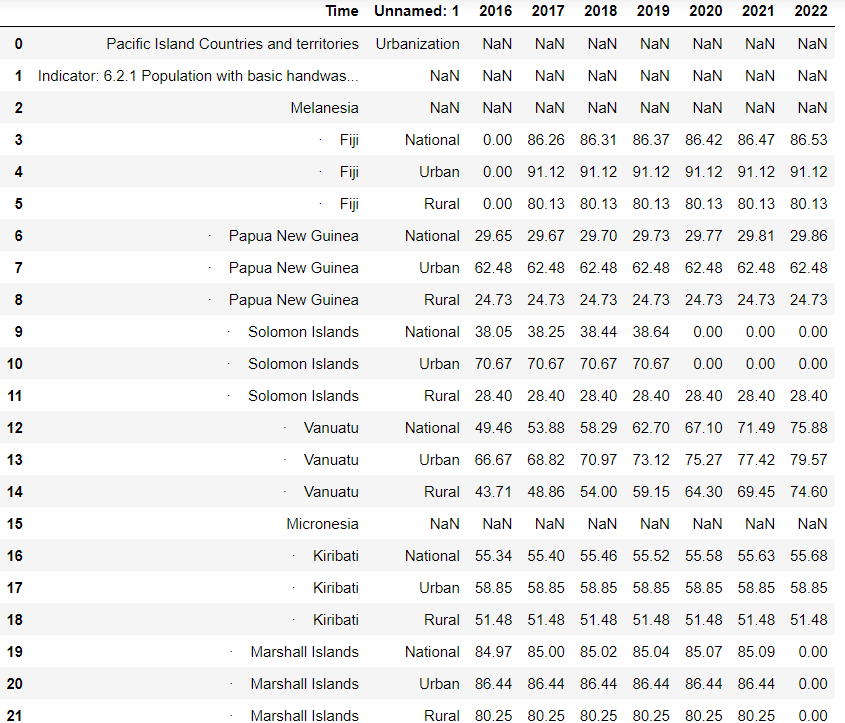 Time Unnamed: 1 2016 2017 2018 2019 2020 2021 2022
0 Pacific Island Countries and territories Urbanization NaN NaN NaN NaN NaN NaN NaN
1 Indicator: 6.2.1 Population with basic handwas... NaN NaN NaN NaN NaN NaN NaN NaN
2 Melanesia NaN NaN NaN NaN NaN NaN NaN NaN
3 · Fiji National 0.00 86.26 86.31 86.37 86.42 86.47 86.53
4 · Fiji Urban 0.00 91.12 91.12 91.12 91.12 91.12 91.12
5 · Fiji Rural 0.00 80.13 80.13 80.13 80.13 80.13 80.13
6 · Papua New Guinea National 29.65 29.67 29.70 29.73 29.77 29.81 29.86
7 · Papua New Guinea Urban 62.48 62.48 62.48 62.48 62.48 62.48 62.48
8 · Papua New Guinea Rural 24.73 24.73 24.73 24.73 24.73 24.73 24.73
9 · Solomon Islands National 38.05 38.25 38.44 38.64 0.00 0.00 0.00
10 · Solomon Islands Urban 70.67 70.67 70.67 70.67 0.00 0.00 0.00
11 · Solomon Islands Rural 28.40 28.40 28.40 28.40 28.40 28.40 28.40
12 · Vanuatu National 49.46 53.88 58.29 62.70 67.10 71.49 75.88
13 · Vanuatu Urban 66.67 68.82 70.97 73.12 75.27 77.42 79.57
14 · Vanuatu Rural 43.71 48.86 54.00 59.15 64.30 69.45 74.60
15 Micronesia NaN NaN NaN NaN NaN NaN NaN NaN
16 · Kiribati National 55.34 55.40 55.46 55.52 55.58 55.63 55.68
17 · Kiribati Urban 58.85 58.85 58.85 58.85 58.85 58.85 58.85
18 · Kiribati Rural 51.48 51.48 51.48 51.48 51.48 51.48 51.48
19 · Marshall Islands National 84.97 85.00 85.02 85.04 85.07 85.09 0.00
20 · Marshall Islands Urban 86.44 86.44 86.44 86.44 86.44 86.44 0.00
21 · Marshall Islands Rural 80.25 80.25 80.25 80.25 80.25 80.25 0.00